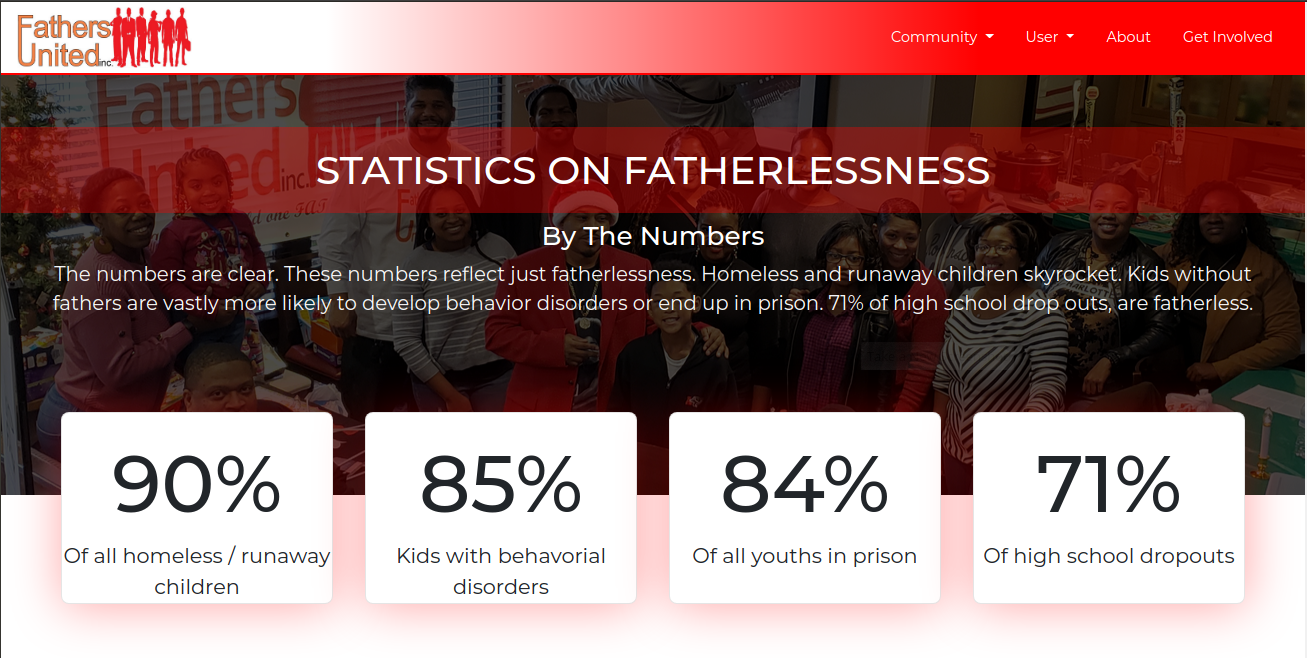 Fathers
United inc.
Community User About Get Involved
Fathers
United inc.
STATISTICS ON FATHERLESSNESS
By The Numbers
The numbers are clear. These numbers reflect just fatherlessness. Homeless and runaway children skyrocket. Kids without
fathers are vastly more likely to develop behavior disorders or end up in prison. 71% of high school drop outs, are fatherless.
90%
Of all homeless / runaway
children
85%
Kids with behavorial
disorders
84%
Of all youths in prison
71%
Of high school dropouts